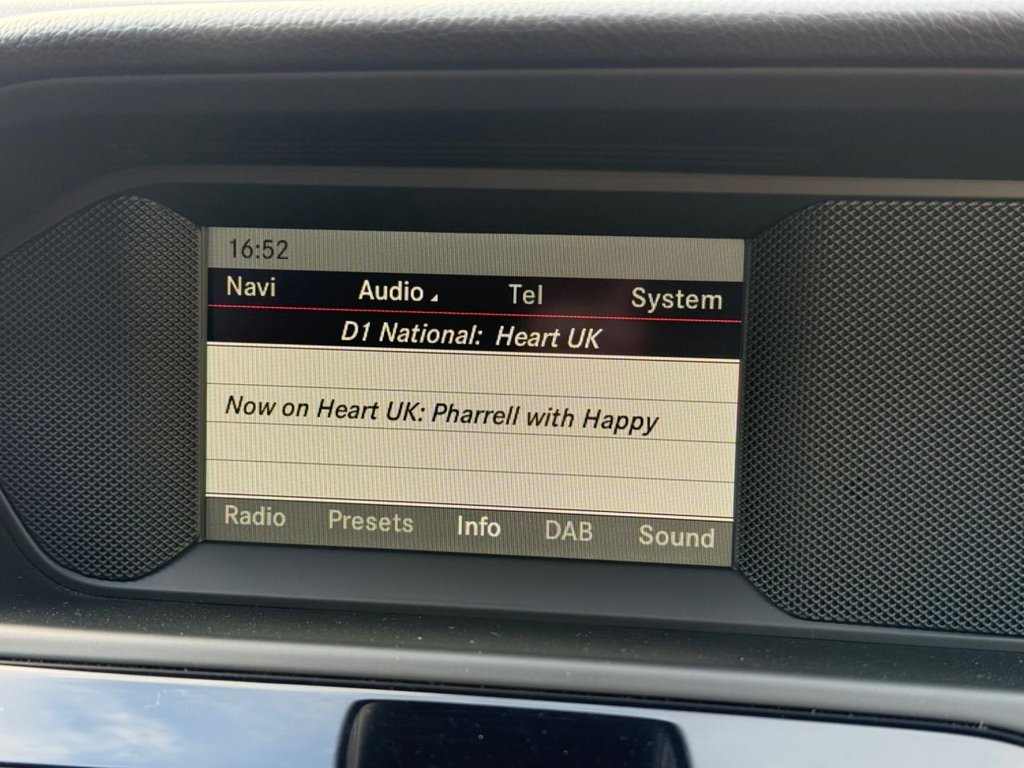 16:52
Navi Audio Tel System
D1 National: Heart UK
Now on Heart UK: Pharrell with Happy
Radio Presets Info DAB Sound